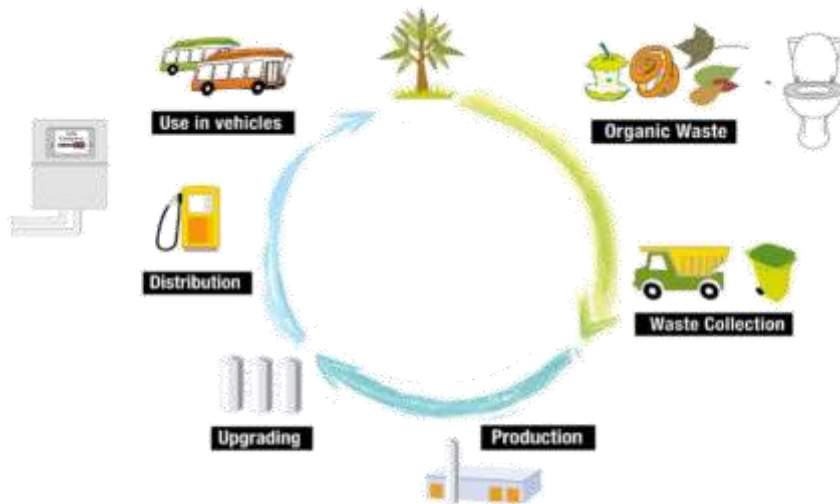 Use in vehicles
Organic Waste
Distribution
Waste Collection
Upgrading
Production